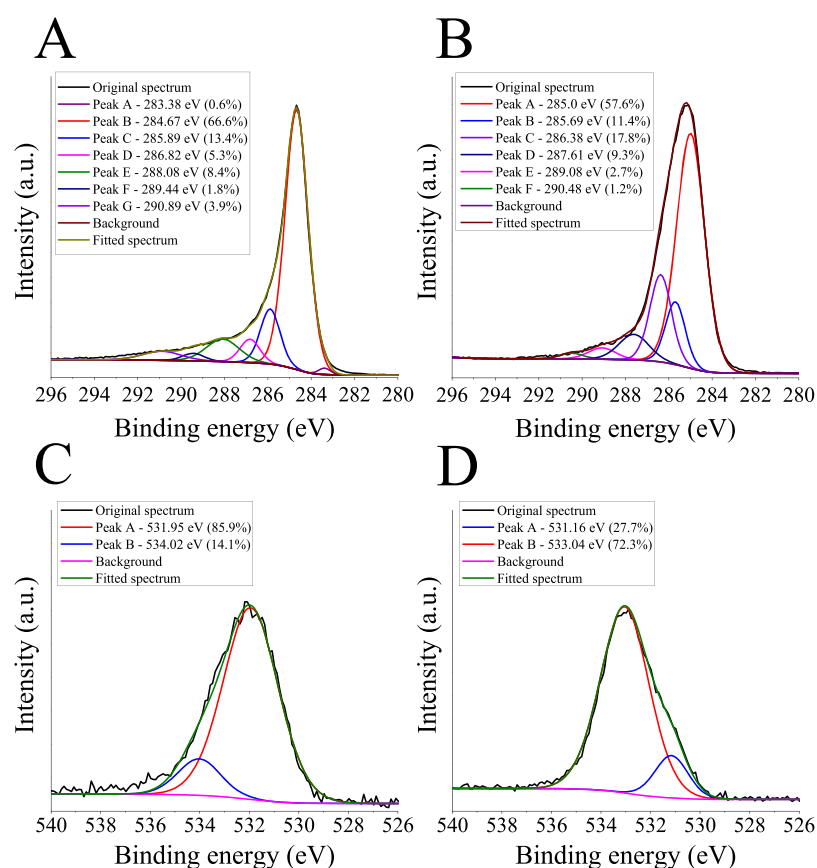 A
Original spectrum
Peak A - 283.38 eV (0.6%)
Peak B - 284.67 eV (66.6%)
Peak C - 285.89 eV (13.4%)
Peak D - 286.82 eV (5.3%)
Peak E - 288.08 eV (8.4%)
Peak F - 289.44 eV (1.8%)
Peak G - 290.89 eV (3.9%)
Background
Fitted spectrum
Intensity (a.u.)
296 294 292 290 288 286 284 282 280
Binding energy (eV)
B
Original spectrum
Peak A - 285.0 eV (57.6%)
Peak B - 285.69 eV (11.4%)
Peak C - 286.38 eV (17.8%)
Peak D - 287.61 eV (9.3%)
Peak E - 289.08 eV (2.7%)
Peak F - 290.48 eV (1.2%)
Background
Fitted spectrum
Intensity (a.u.)
296 294 292 290 288 286 284 282 280
Binding energy (eV)
C
Original spectrum
Peak A - 531.95 eV (85.9%)
Peak B - 534.02 eV (14.1%)
Background
Fitted spectrum
Intensity (a.u.)
540 538 536 534 532 530 528 526
Binding energy (eV)
D
Original spectrum
Peak A - 531.16 eV (27.7%)
Peak B - 533.04 eV (72.3%)
Background
Fitted spectrum
Intensity (a.u.)
540 538 536 534 532 530 528 526
Binding energy (eV)